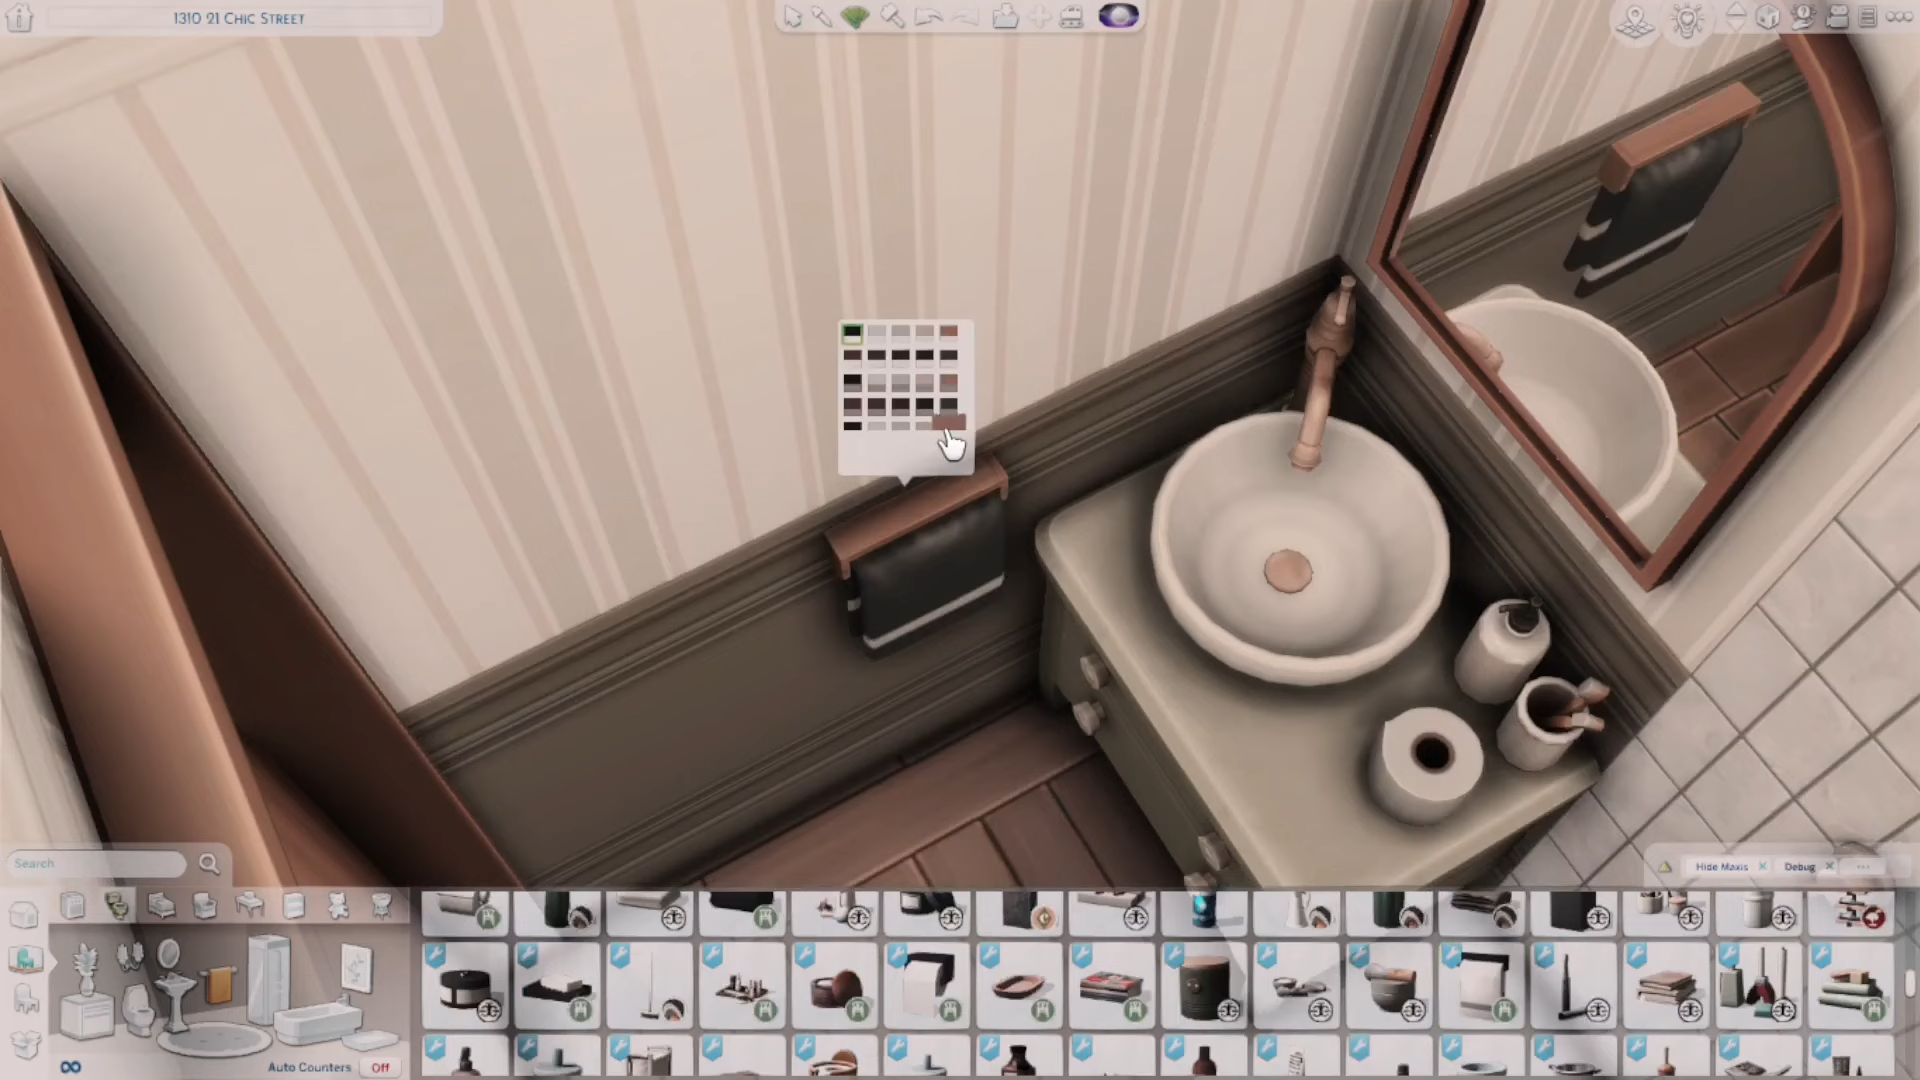 1310 21 Chic Street
Search
Hide Maxis
Debug
Auto Counters
Off